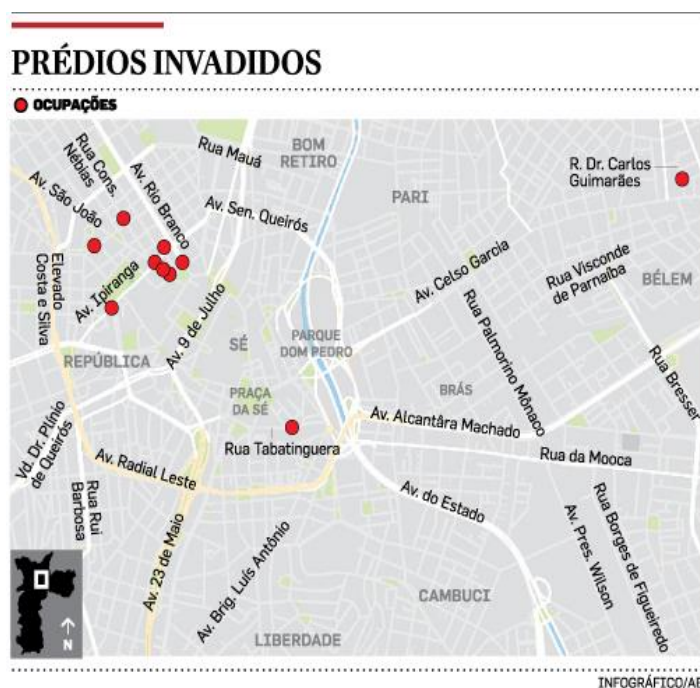 PRÉDIOS INVADIDOS
OCUPAÇÕES
Rua Cons.
Nébias
Av. Rio Branco
Rua Mauá
BOM
RETIRO
R. Dr. Carlos
Guimarães
Av. São João
Av. Sen. Queirós
PARI
Elevado
Costa e Silva
Av. Ipiranga
Av. 9 de Julho
Av. Celso Garcia
Rua Visconde
de Parnaíba
BÉLEM
REPÚBLICA
SÉ
PARQUE
DOM PEDRO
Rua Palmorino Mônaco
Rua Bresser
PRAÇA
DA SÉ
BRÁS
Rua Tabatinguera
Av. Alcantâra Machado
Vd. Dr. Plínio
de Queirós
Av. Radial Leste
Rua da Mooca
Rua Rui
Barbosa
Av. 23 de Maio
Av. Brig. Luís Antônio
Av. do Estado
Av. Pres. Wilson
Rua Borges de Figueiredo
CAMBUCI
LIBERDADE
N
INFOGRÁFICO/AE